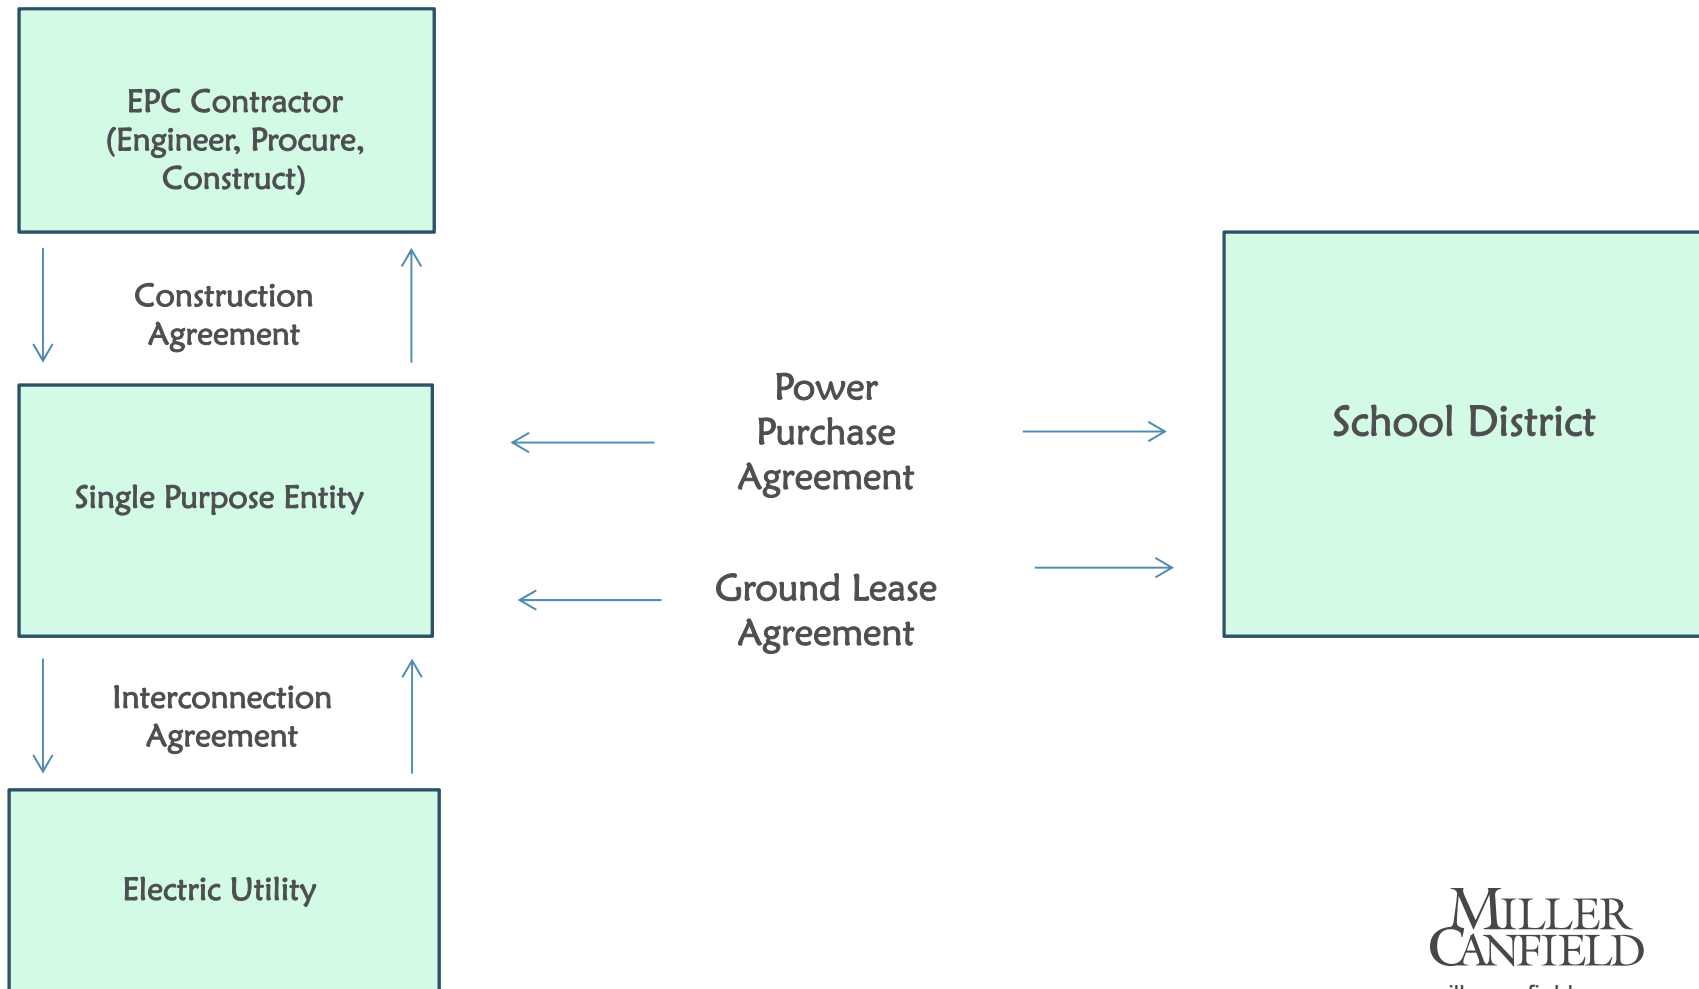 EPC Contractor
(Engineer, Procure,
Construct)
Construction
Agreement
Single Purpose Entity
Power
Purchase
Agreement
Ground Lease
Agreement
School District
Interconnection
Agreement
Electric Utility
MILLER
CANFIELD